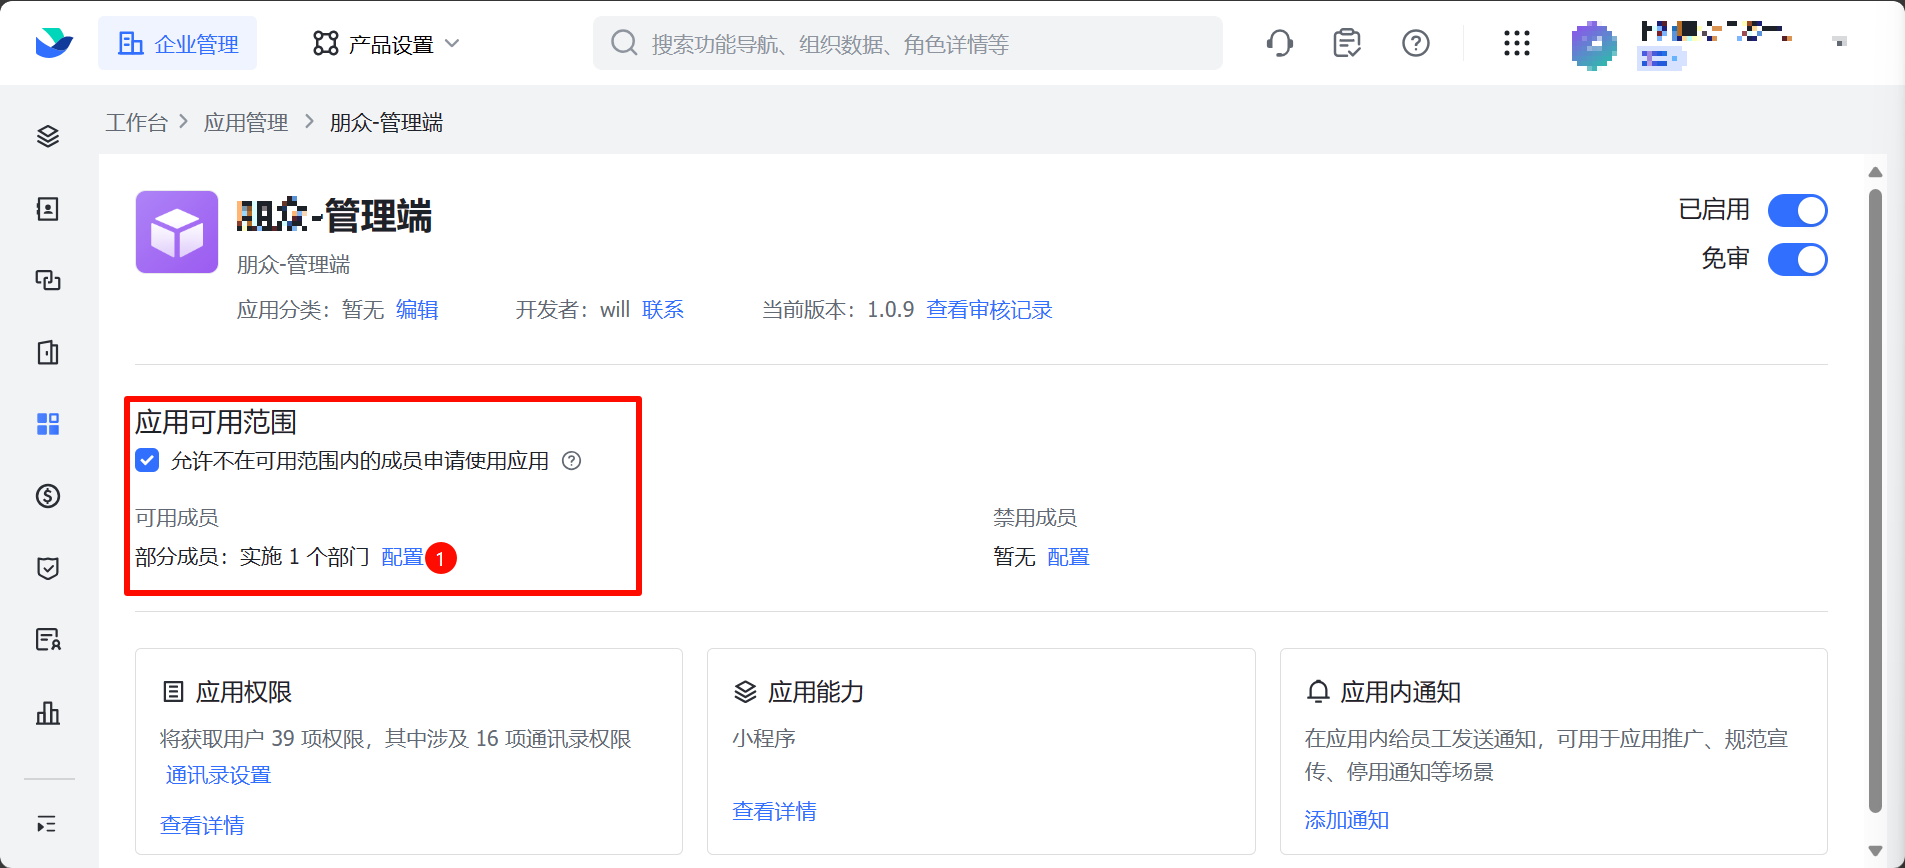 企业管理
产品设置
搜索功能导航、组织数据、角色详情等
工作台 > 应用管理 > 朋众-管理端
朋众-管理端
已启用
朋众-管理端
免审
应用分类：暂无 编辑
开发者：will 联系
当前版本：1.0.9 查看审核记录
应用可用范围
允许不在可用范围内的成员申请使用应用
可用成员
禁用成员
部分成员：实施 1 个部门 配置 1
暂无 配置
应用权限
将获取用户 39 项权限，其中涉及 16 项通讯录权限
通讯录设置
查看详情
应用能力
小程序
查看详情
应用内通知
在应用内给员工发送通知，可用于应用推广、规范宣
传、停用通知等场景
添加通知